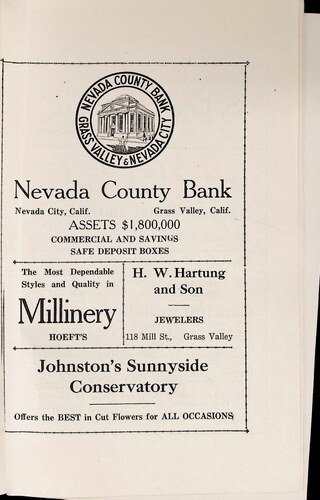 NEVADA COUNTY BANK
GRASS VALLEY & NEVADA CITY
Nevada County Bank
Nevada City, Calif. Grass Valley, Calif.
ASSETS $1,800,000
COMMERCIAL AND SAVINGS
SAFE DEPOSIT BOXES
The Most Dependable
Styles and Quality in
Millinery
HOEFT'S
H. W. Hartung
and Son
JEWELERS
118 Mill St., Grass Valley
Johnston's Sunnyside
Conservatory
Offers the BEST in Cut Flowers for ALL OCCASIONS